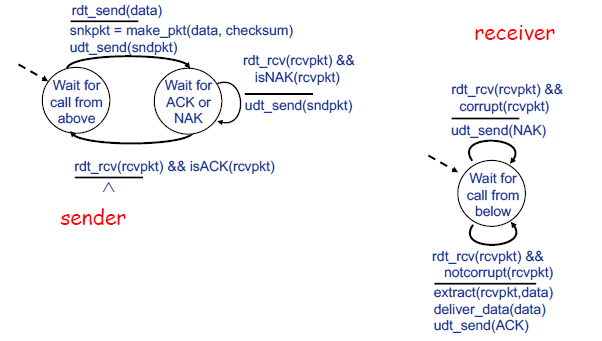 rdt_send(data)
snkpkt = make_pkt(data, checksum)
udt_send(sndpkt)
Wait for
call from
above
Wait for
ACK or
NAK
rdt_rcv(rcvpkt) &&
isNAK(rcvpkt)
udt_send(sndpkt)
rdt_rcv(rcvpkt) && isACK(rcvpkt)
Λ
sender
receiver
rdt_rcv(rcvpkt) &&
corrupt(rcvpkt)
udt_send(NAK)
Wait for
call from
below
rdt_rcv(rcvpkt) &&
notcorrupt(rcvpkt)
extract(rcvpkt,data)
deliver_data(data)
udt_send(ACK)